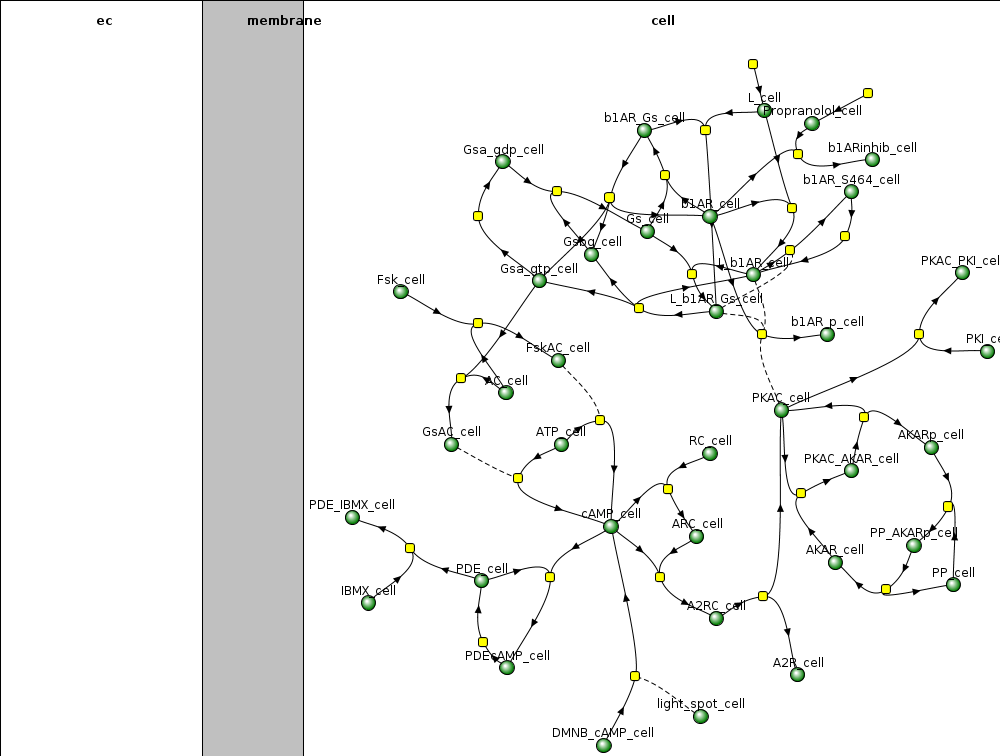 ec
membrane
cell
L_cell
Propranolol_cell
b1AR_Gs_cell
b1ARinhib_cell
Gsa_gdp_cell
b1AR_S464_cell
b1AR_cell
Gs_cell
Gsbg_cell
PKAC_PKI_cel
L_b1AR_cell
Gsa_gtp_cell
Fsk_cell
L_b1AR_Gs_cell
b1AR_p_cell
PKI_ce
FskAC_cell
AC_cell
PKAC_cell
GsAC_cell
ATP_cell
RC_cell
AKARp_cell
PKAC_AKAR_cell
PDE_IBMX_cell
cAMP_cell
ARC_cell
PP_AKARp_cell
AKAR_cell
PDE_cell
PP_cell
IBMX_cell
A2RC_cell
PDEcAMP_cell
A2R_cell
light_spot_cell
DMNB_cAMP_cell